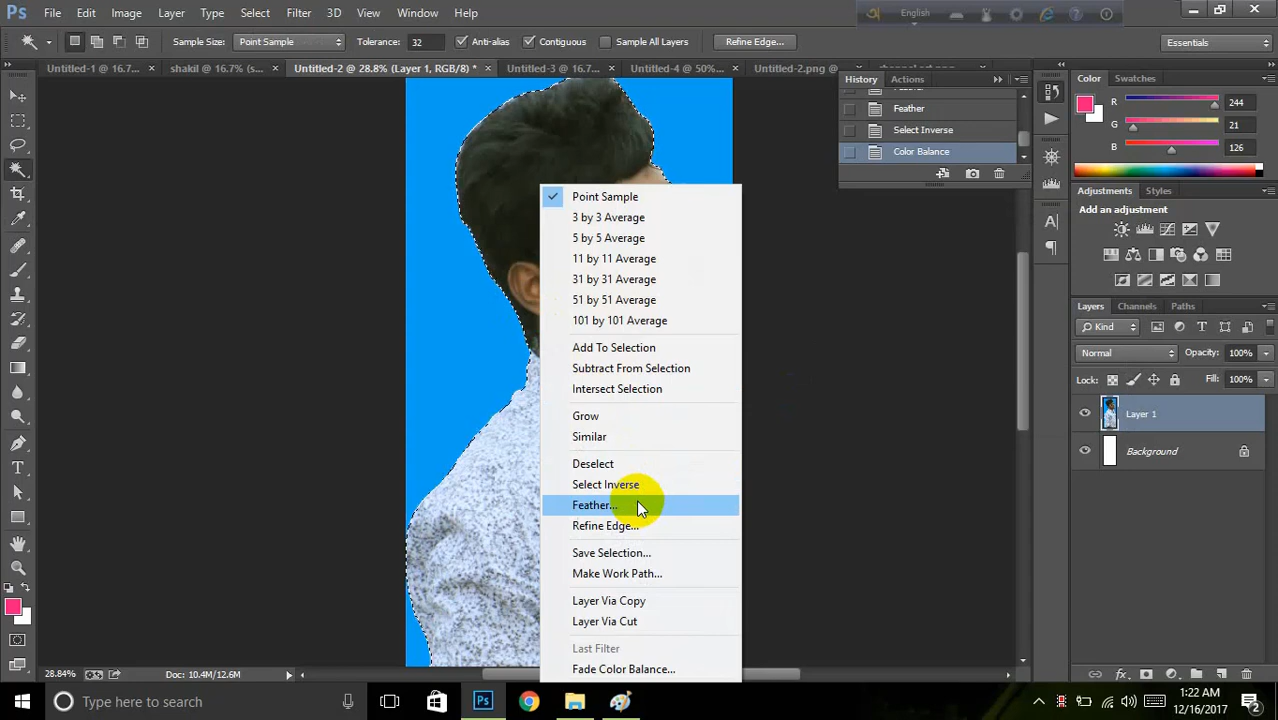 Ps File Edit Image Layer Type Select Filter 3D View Window Help
English
Sample Size: Point Sample Tolerance: 32 Anti-alias Contiguous Sample All Layers Refine Edge... Essentials
Untitled-1 @ 16.7... × shakil @ 16.7% (s... × Untitled-2 @ 28.8% (Layer 1, RGB/8) * × Untitled-3 @ 16.7... × Untitled-4 @ 50%... × Untitled-2.png @ ...
History Actions
Feather
Select Inverse
Color Balance
Color Swatches
R 244
G 21
B 126
Adjustments Styles
Add an adjustment
Layers Channels Paths
Kind
Normal Opacity: 100%
Lock: Fill: 100%
Layer 1
Background
Point Sample
3 by 3 Average
5 by 5 Average
11 by 11 Average
31 by 31 Average
51 by 51 Average
101 by 101 Average
Add To Selection
Subtract From Selection
Intersect Selection
Grow
Similar
Deselect
Select Inverse
Feather...
Refine Edge...
Save Selection...
Make Work Path...
Layer Via Copy
Layer Via Cut
Last Filter
Fade Color Balance...
28.84% Doc: 10.4M/12.6M
Type here to search
1:22 AM
12/16/2017
2